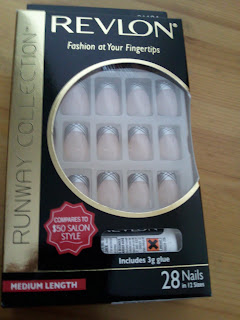 REVLON
Fashion at Your Fingertips
RUNWAY COLLECTION
COMPARES TO
$50 SALON
STYLE
REVLON
Includes 3g glue
MEDIUM LENGTH
28 Nails
in 12 Sizes